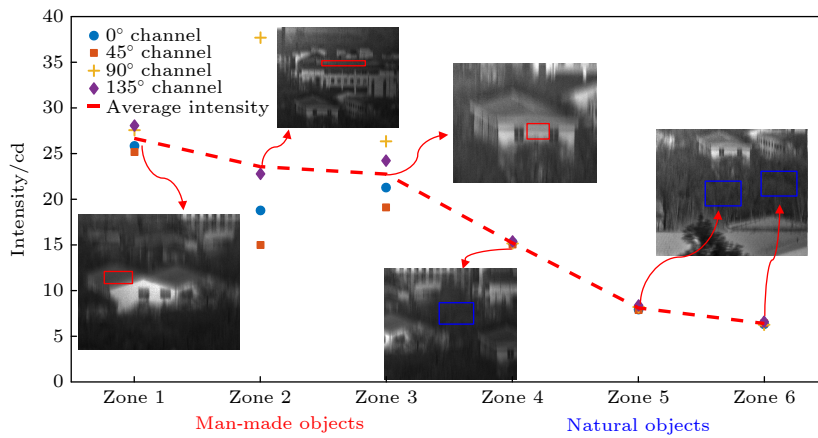 40
35
30
25
20
15
10
5
0
Intensity/cd
0° channel
45° channel
90° channel
135° channel
Average intensity
Zone 1 Zone 2 Zone 3 Zone 4 Zone 5 Zone 6
Man-made objects Natural objects